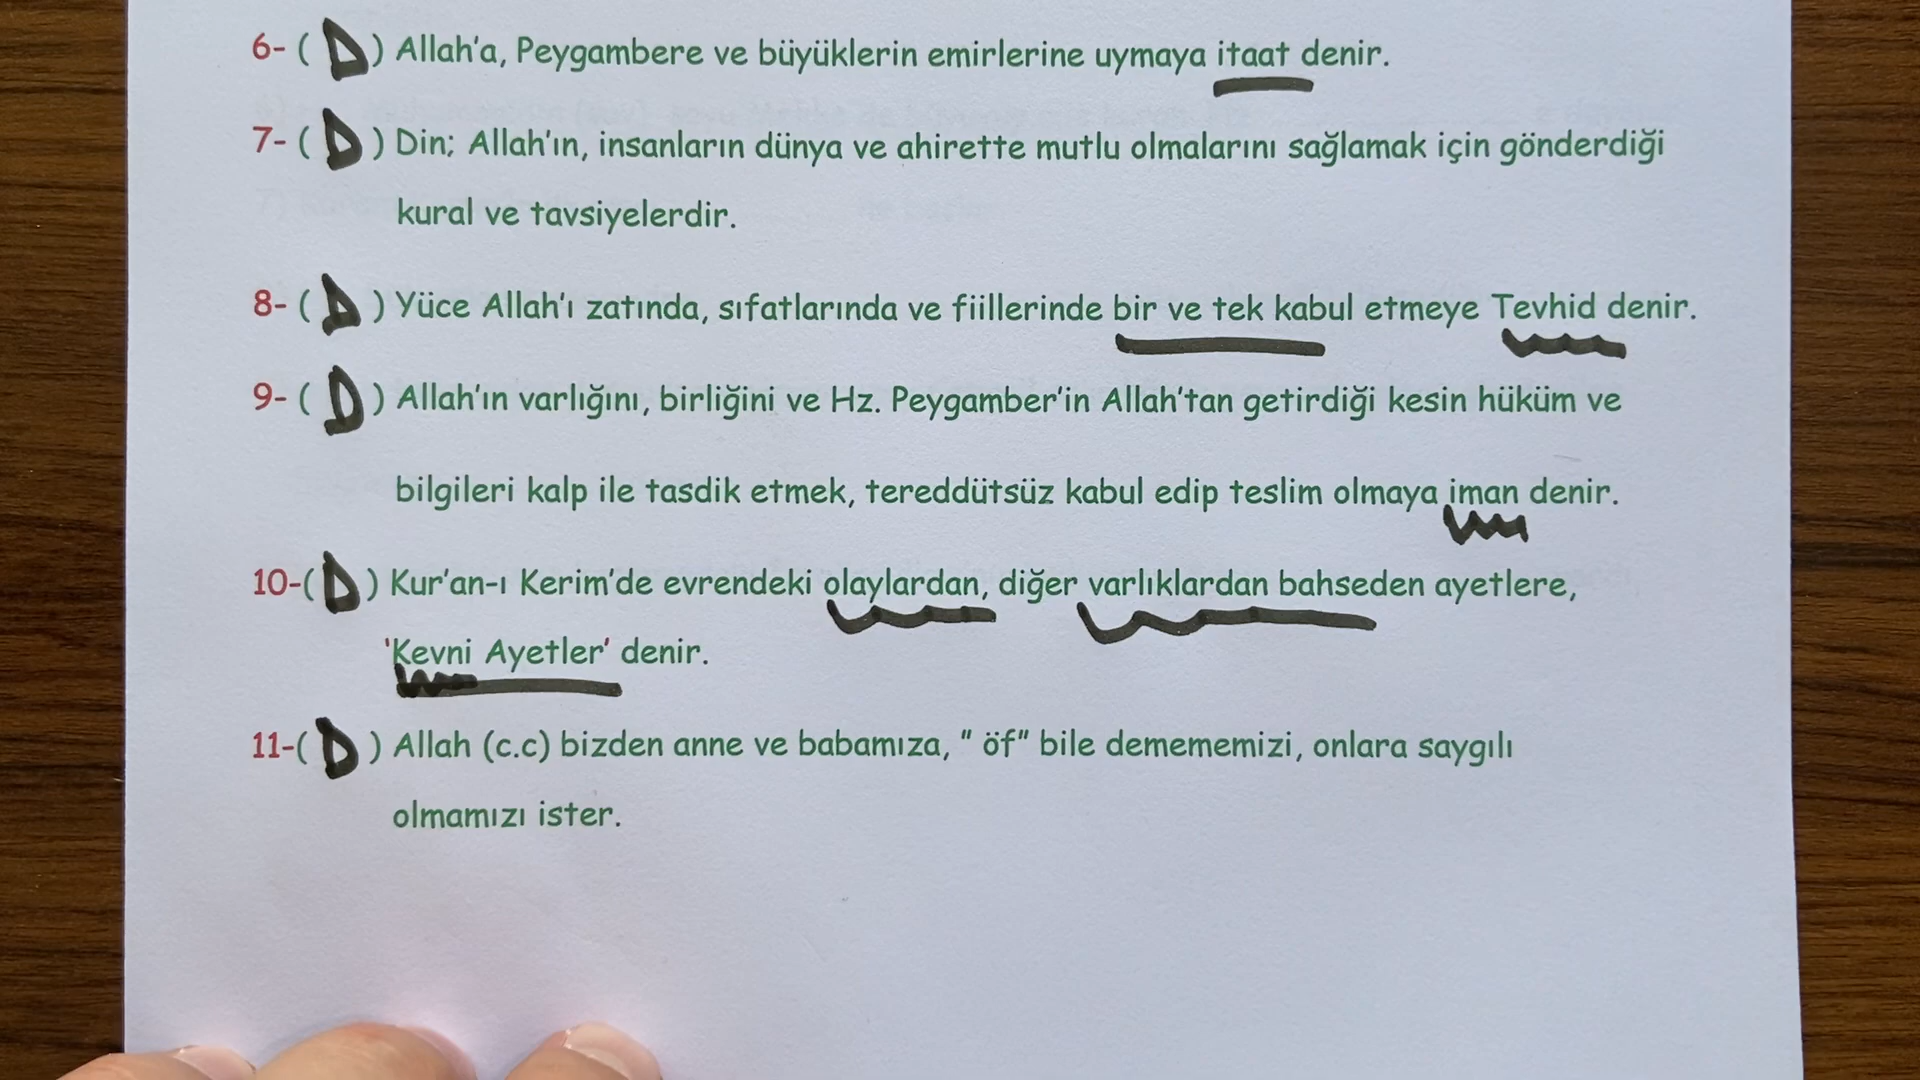 6- ( D ) Allah'a, Peygambere ve büyüklerin emirlerine uymaya itaat denir.
7- ( D ) Din; Allah'ın, insanların dünya ve ahirette mutlu olmalarını sağlamak için gönderdiği
kural ve tavsiyelerdir.
8- ( D ) Yüce Allah'ı zatında, sıfatlarında ve fiillerinde bir ve tek kabul etmeye Tevhid denir.
9- ( D ) Allah'ın varlığını, birliğini ve Hz. Peygamber'in Allah'tan getirdiği kesin hüküm ve
bilgileri kalp ile tasdik etmek, tereddütsüz kabul edip teslim olmaya iman denir.
10-( D ) Kur'an-ı Kerim'de evrendeki olaylardan, diğer varlıklardan bahseden ayetlere,
'Kevni Ayetler' denir.
11-( D ) Allah (c.c) bizden anne ve babamıza, " öf" bile demememizi, onlara saygılı
olmamızı ister.